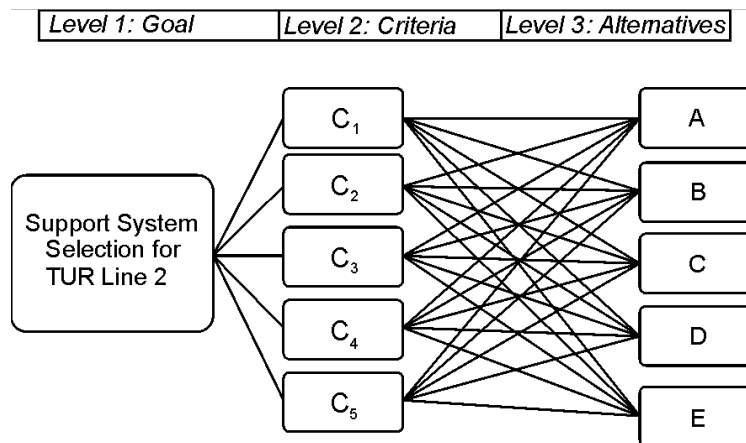 Level 1: Goal Level 2: Criteria Level 3: Alternatives
Support System
Selection for
TUR Line 2
C₁
C₂
C₃
C₄
C₅
A
B
C
D
E